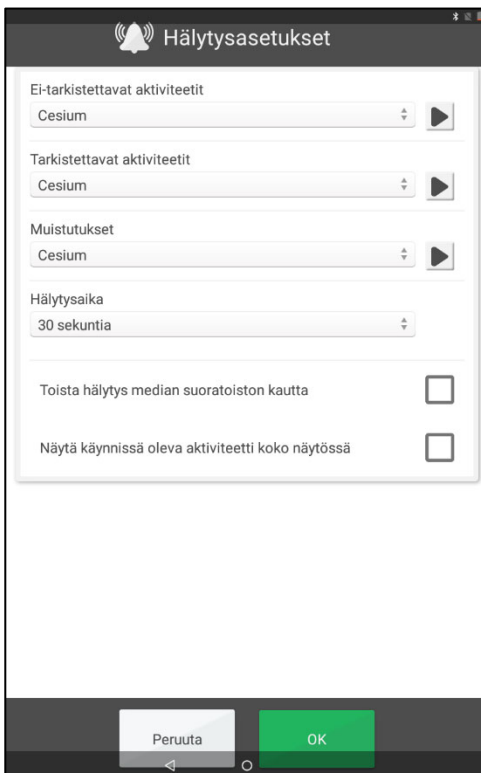 Hälytysasetukset
Ei-tarkistettavat aktiviteetit
Cesium
Tarkistettavat aktiviteetit
Cesium
Muistutukset
Cesium
Hälytysaika
30 sekuntia
Toista hälytys median suoratoiston kautta
Näytä käynnissä oleva aktiviteetti koko näytössä
Peruuta
OK